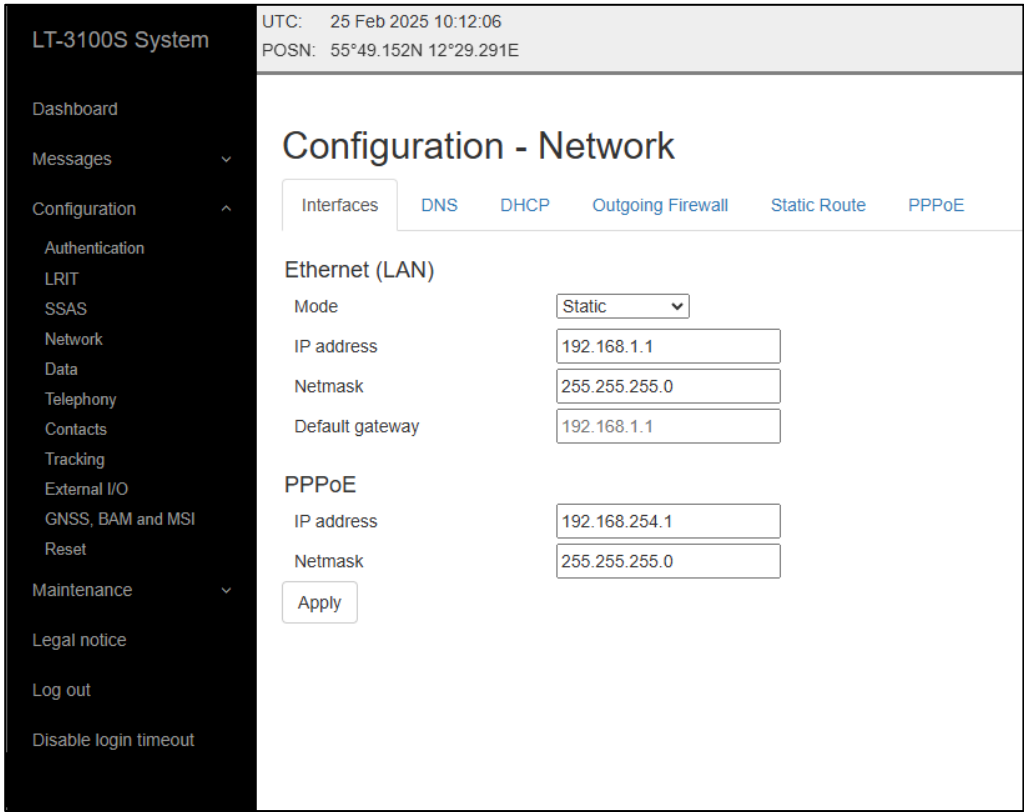 LT-3100S System
UTC: 25 Feb 2025 10:12:06
POSN: 55°49.152N 12°29.291E
Dashboard
Messages
Configuration
Authentication
LRIT
SSAS
Network
Data
Telephony
Contacts
Tracking
External I/O
GNSS, BAM and MSI
Reset
Maintenance
Legal notice
Log out
Disable login timeout
Configuration - Network
Interfaces DNS DHCP Outgoing Firewall Static Route PPPoE
Ethernet (LAN)
Mode Static
IP address 192.168.1.1
Netmask 255.255.255.0
Default gateway 192.168.1.1
PPPoE
IP address 192.168.254.1
Netmask 255.255.255.0
Apply